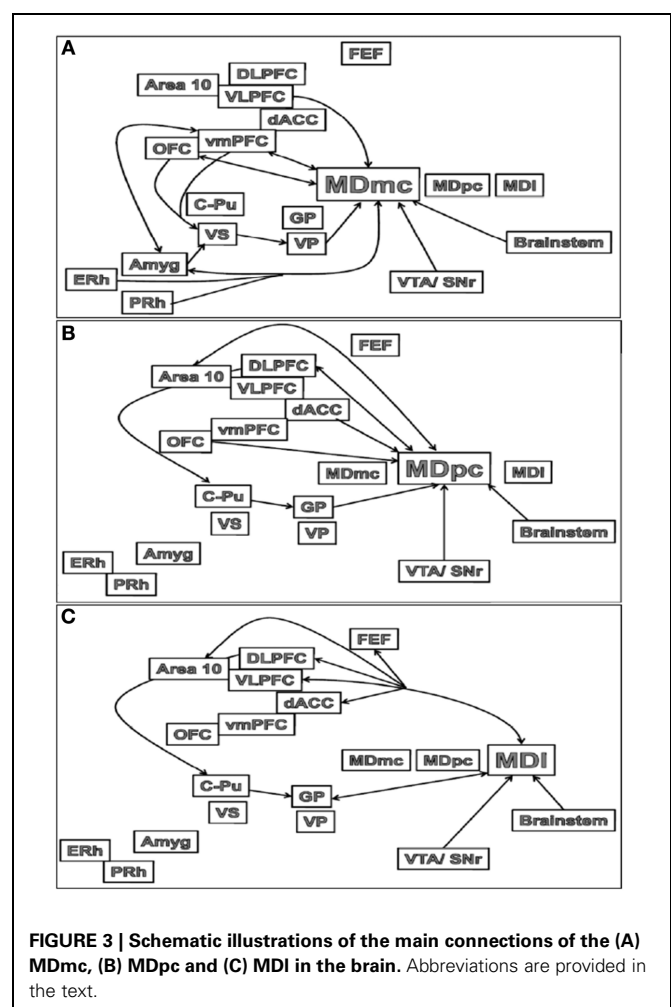 A
FEF
DLPFC
Area 10
VLPFC
dACC
vmPFC
OFC
MDmc
MDpc
MDl
C-Pu
GP
VS
VP
Brainstem
Amyg
ERh
VTA/ SNr
PRh
B
FEF
DLPFC
Area 10
VLPFC
dACC
vmPFC
OFC
MDmc
MDpc
MDl
C-Pu
GP
VS
VP
Brainstem
Amyg
ERh
VTA/ SNr
PRh
C
FEF
DLPFC
Area 10
VLPFC
dACC
vmPFC
OFC
MDmc
MDpc
MDl
C-Pu
GP
VS
VP
Brainstem
Amyg
ERh
VTA/ SNr
PRh
FIGURE 3 | Schematic illustrations of the main connections of the (A)
MDmc, (B) MDpc and (C) MDl in the brain. Abbreviations are provided in
the text.